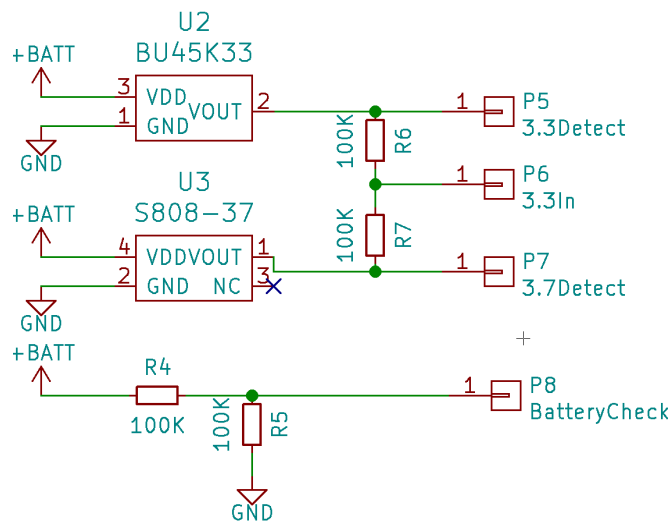 U2
BU45K33
+BATT
3 VDD VOUT 2
1 GND
GND
1 P5
3.3Detect
100K R6
1 P6
3.3In
U3
S808-37
+BATT
4 VDD VOUT 1
2 GND NC 3
GND
100K R7
1 P7
3.7Detect
+BATT
R4
100K
100K R5
GND
1 P8
BatteryCheck